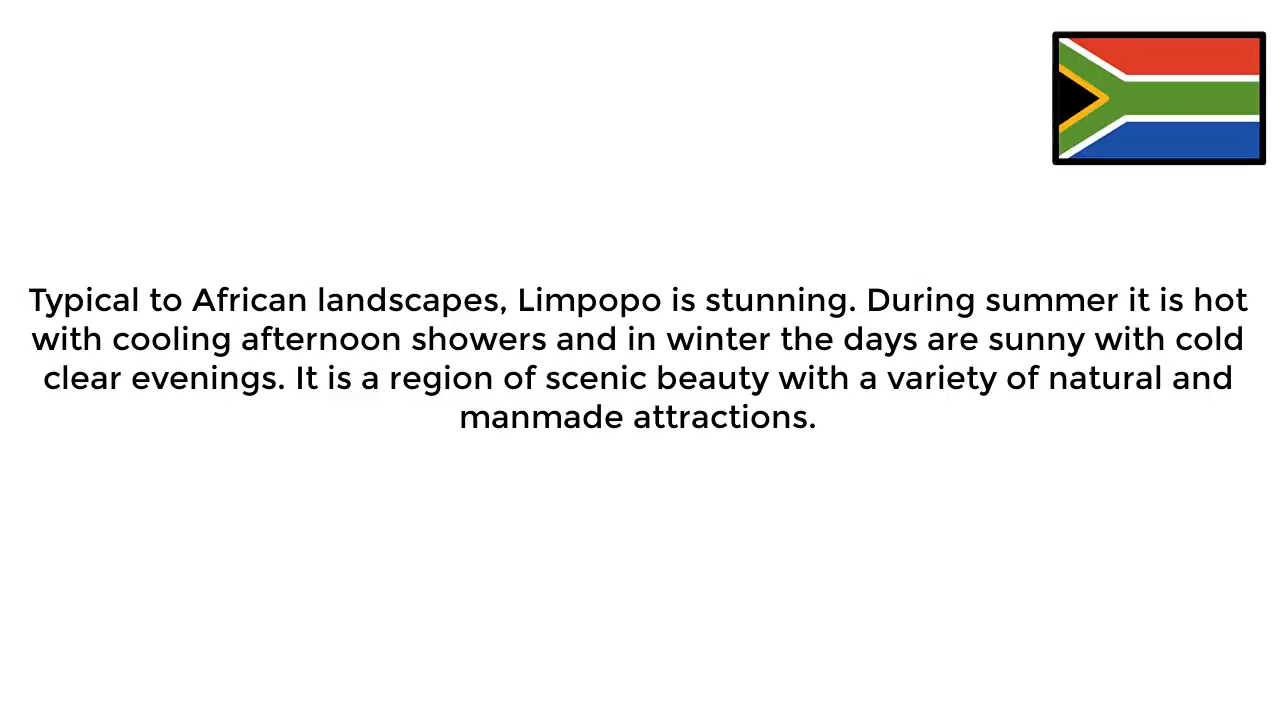 Typical to African landscapes, Limpopo is stunning. During summer it is hot
with cooling afternoon showers and in winter the days are sunny with cold
clear evenings. It is a region of scenic beauty with a variety of natural and
manmade attractions.